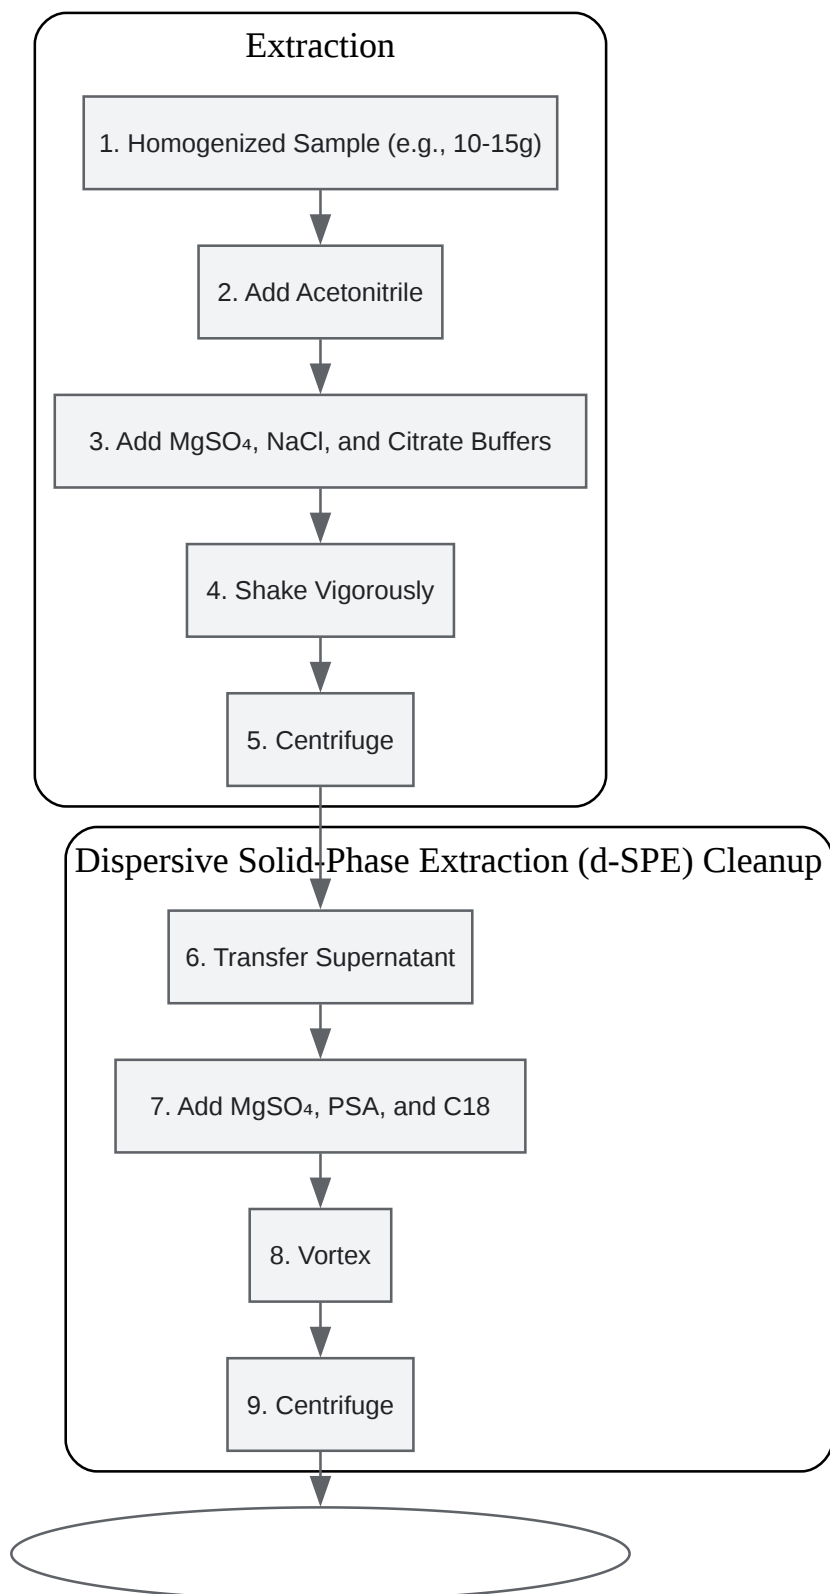 Extraction
1. Homogenized Sample (e.g., 10-15g)
2. Add Acetonitrile
3. Add MgSO₄, NaCl, and Citrate Buffers
4. Shake Vigorously
5. Centrifuge
Dispersive Solid-Phase Extraction (d-SPE) Cleanup
6. Transfer Supernatant
7. Add MgSO₄, PSA, and C18
8. Vortex
9. Centrifuge